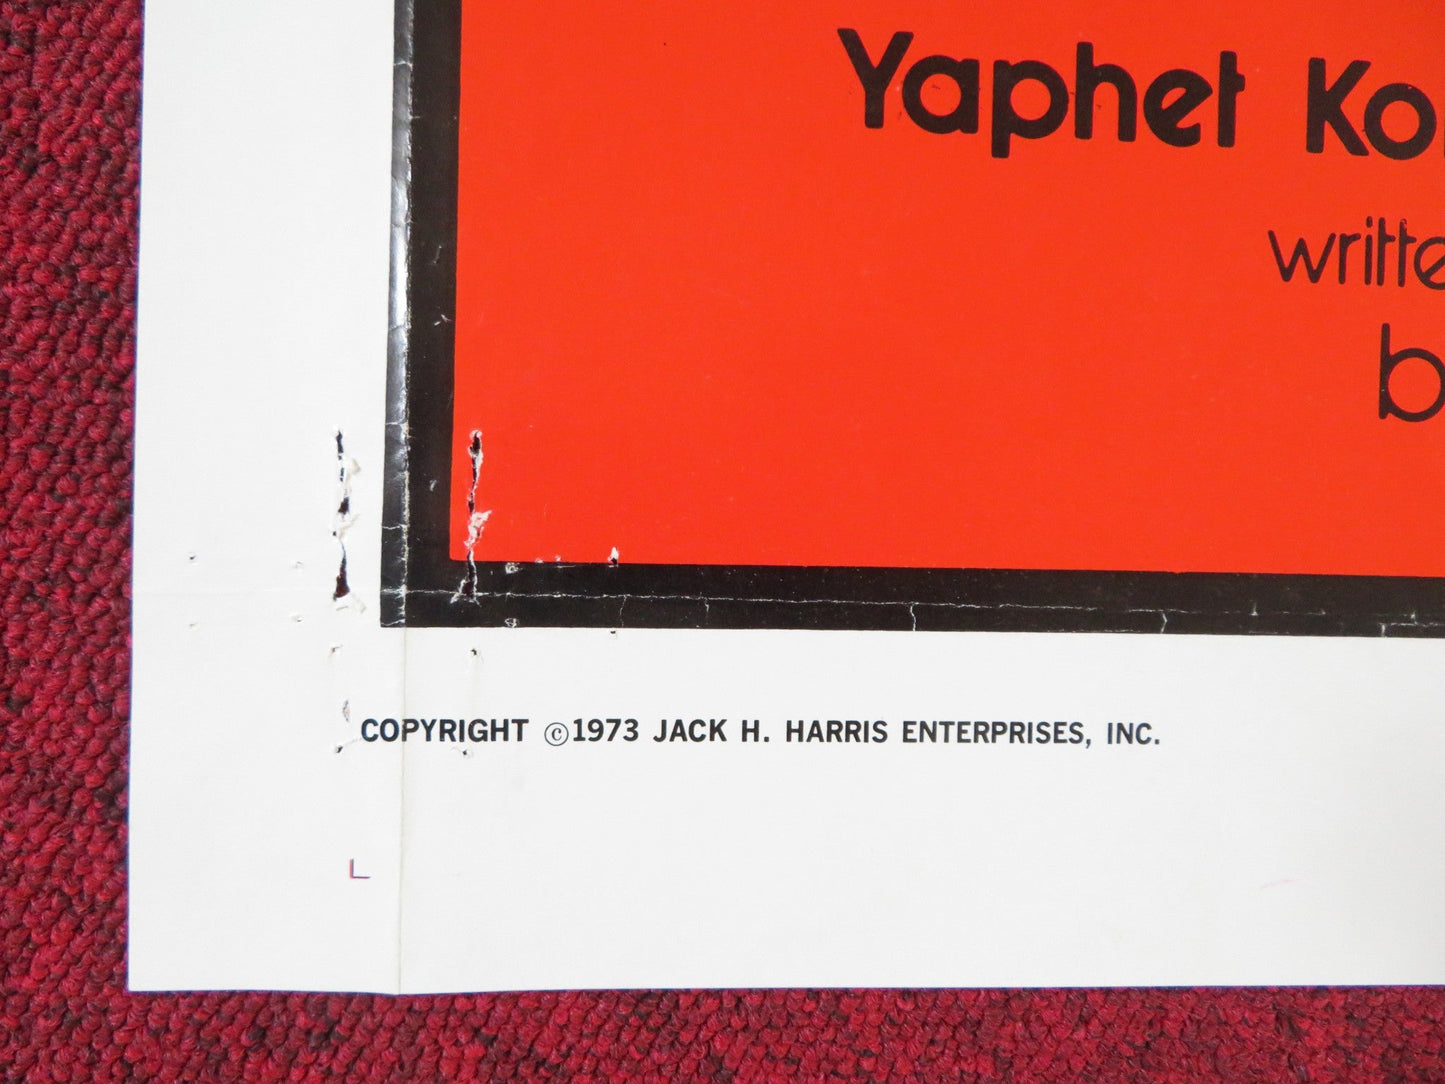 Yaphet Ko
writte
b
COPYRIGHT ©1973 JACK H. HARRIS ENTERPRISES, INC.
L